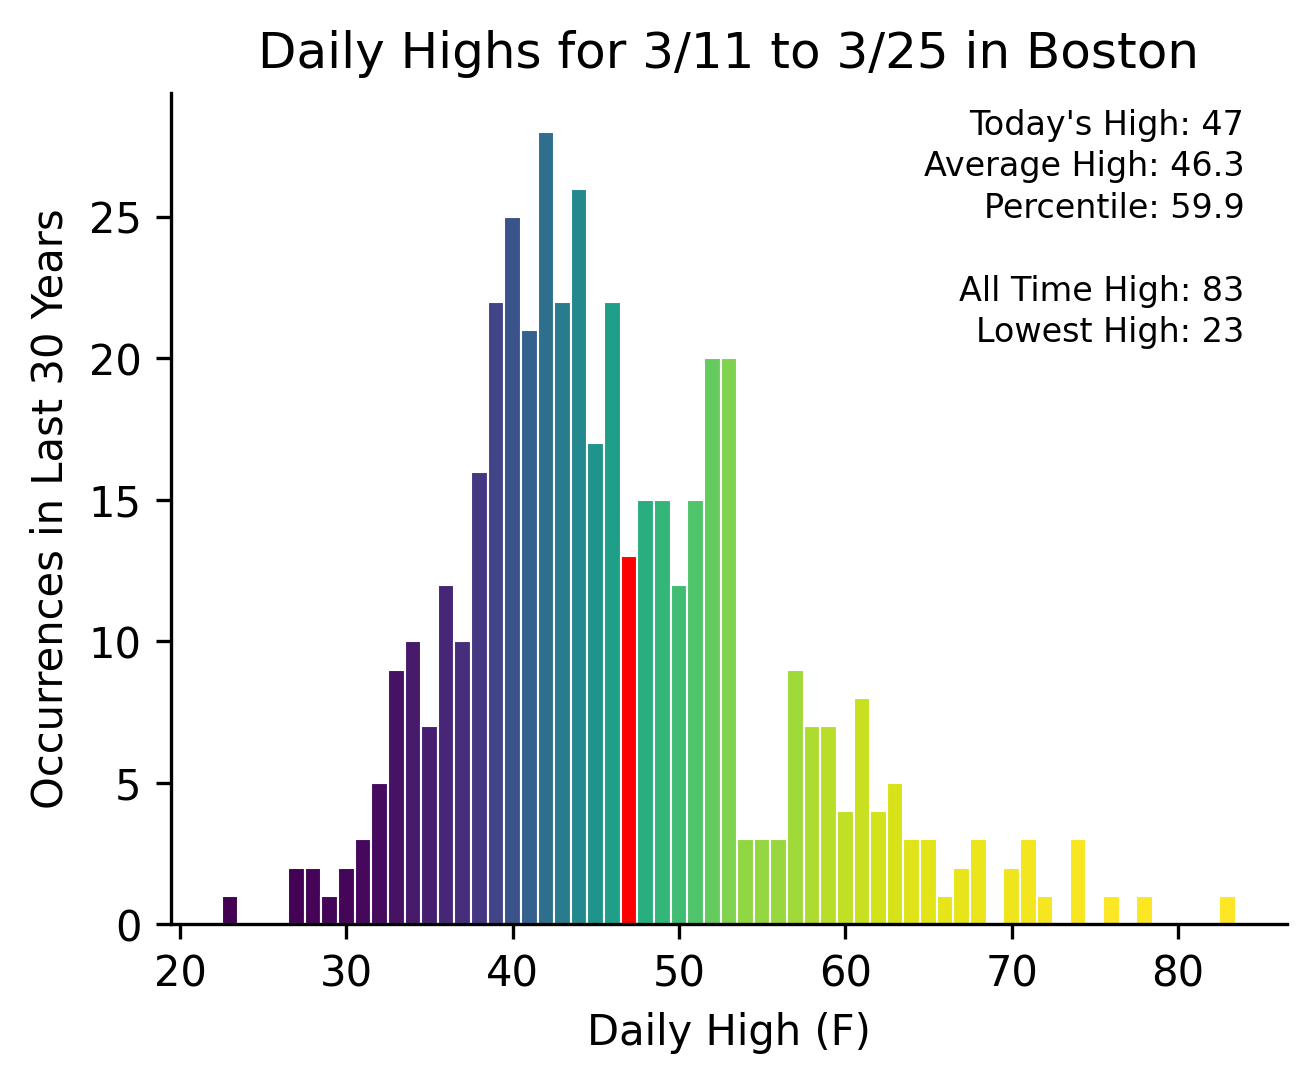 Daily Highs for 3/11 to 3/25 in Boston
Today's High: 47
Average High: 46.3
Percentile: 59.9
All Time High: 83
Lowest High: 23
Occurrences in Last 30 Years
25
20
15
10
5
0
20 30 40 50 60 70 80
Daily High (F)